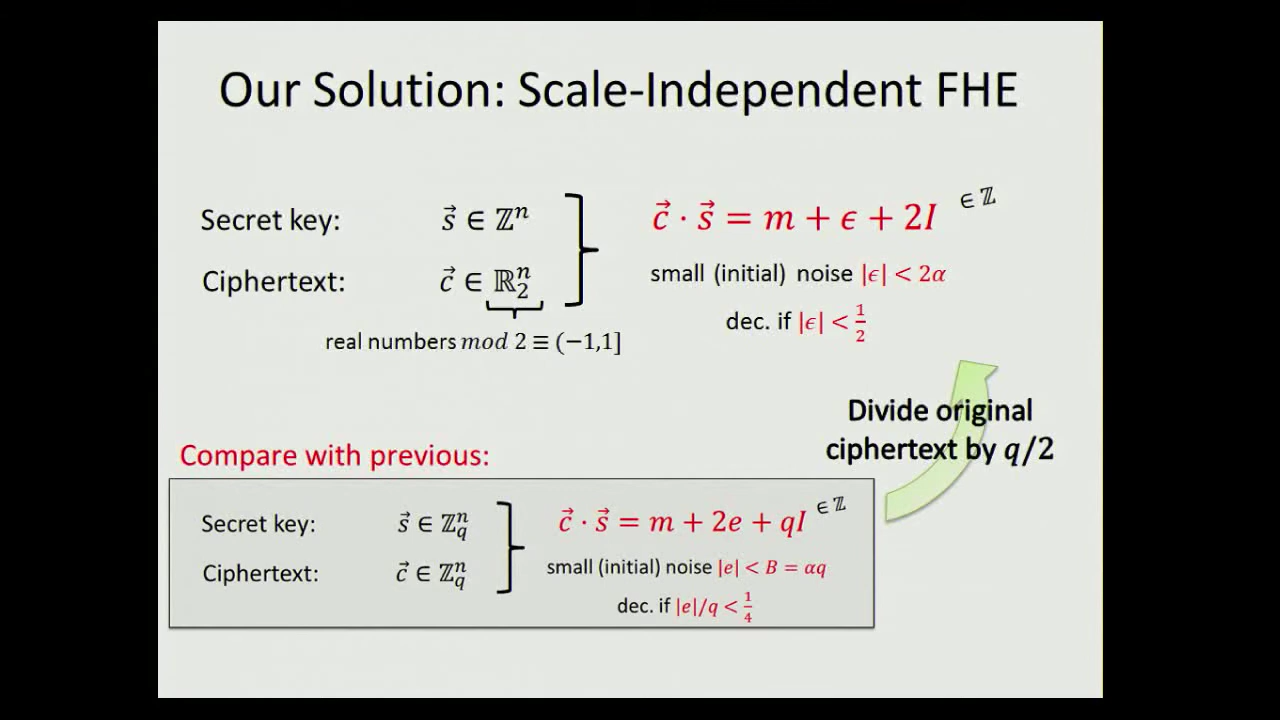 Our Solution: Scale-Independent FHE
Secret key: s⃗ ∈ ℤⁿ
Ciphertext: c⃗ ∈ ℝ₂ⁿ
real numbers mod 2 ≡ (−1,1]
c⃗ · s⃗ = m + ϵ + 2I ∈ ℤ
small (initial) noise |ϵ| < 2α
dec. if |ϵ| < 1/2
Divide original
ciphertext by q/2
Compare with previous:
Secret key: s⃗ ∈ ℤ_qⁿ
Ciphertext: c⃗ ∈ ℤ_qⁿ
c⃗ · s⃗ = m + 2e + qI ∈ ℤ
small (initial) noise |e| < B = αq
dec. if |e|/q < 1/4